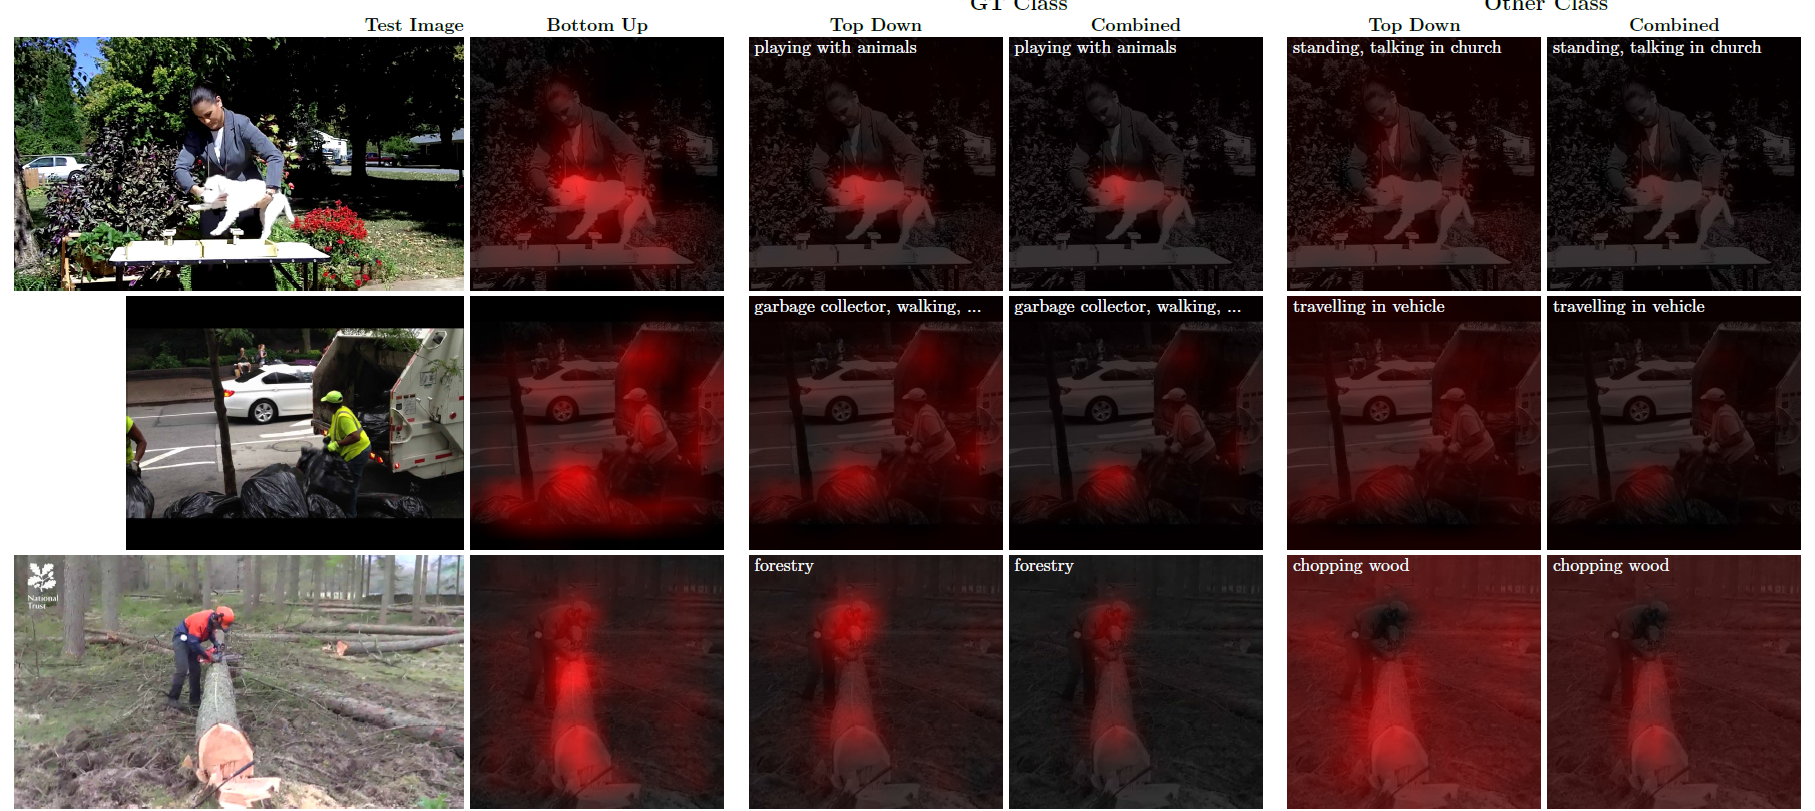 GT Class Other Class
Test Image Bottom Up Top Down Combined Top Down Combined
playing with animals playing with animals standing, talking in church standing, talking in church
garbage collector, walking, ... garbage collector, walking, ... travelling in vehicle travelling in vehicle
forestry forestry chopping wood chopping wood
National
Trust